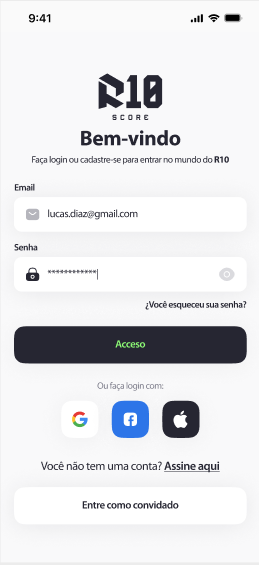 9:41
R10
SCORE
Bem-vindo
Faça login ou cadastre-se para entrar no mundo do R10
Email
lucas.diaz@gmail.com
Senha
************
¿Você esqueceu sua senha?
Acceso
Ou faça login com:
Você não tem uma conta? Assine aqui
Entre como convidado